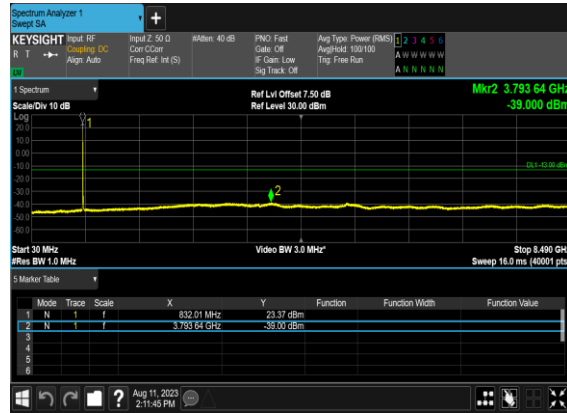 Spectrum Analyzer 1
Swept SA
+
KEYSIGHT
R T
Input: RF
Coupling: DC
Align: Auto
Input Z: 50 Ω
Corr CCorr
Freq Ref: Int (S)
#Atten: 40 dB
PNO: Fast
Gate: Off
IF Gain: Low
Sig Track: Off
Avg Type: Power (RMS)
Avg|Hold: 100/100
Trig: Free Run
1 2 3 4 5 6
A W W W W W
A N N N N N
1 Spectrum
Scale/Div 10 dB
Ref Lvl Offset 7.50 dB
Ref Level 30.00 dBm
Mkr2 3.793 64 GHz
-39.000 dBm
Log
20.0
10.0
0.00
-10.0
-20.0
-30.0
-40.0
-50.0
-60.0
1
2
DL1 -13.00 dBm
Start 30 MHz
#Res BW 1.0 MHz
Video BW 3.0 MHz*
Stop 8.490 GHz
Sweep 16.0 ms (40001 pts)
5 Marker Table
Mode Trace Scale X Y Function Function Width Function Value
1 N 1 f 832.01 MHz 23.37 dBm
2 N 1 f 3.793 64 GHz -39.00 dBm
3
4
5
6
?
Aug 11, 2023
2:11:45 PM